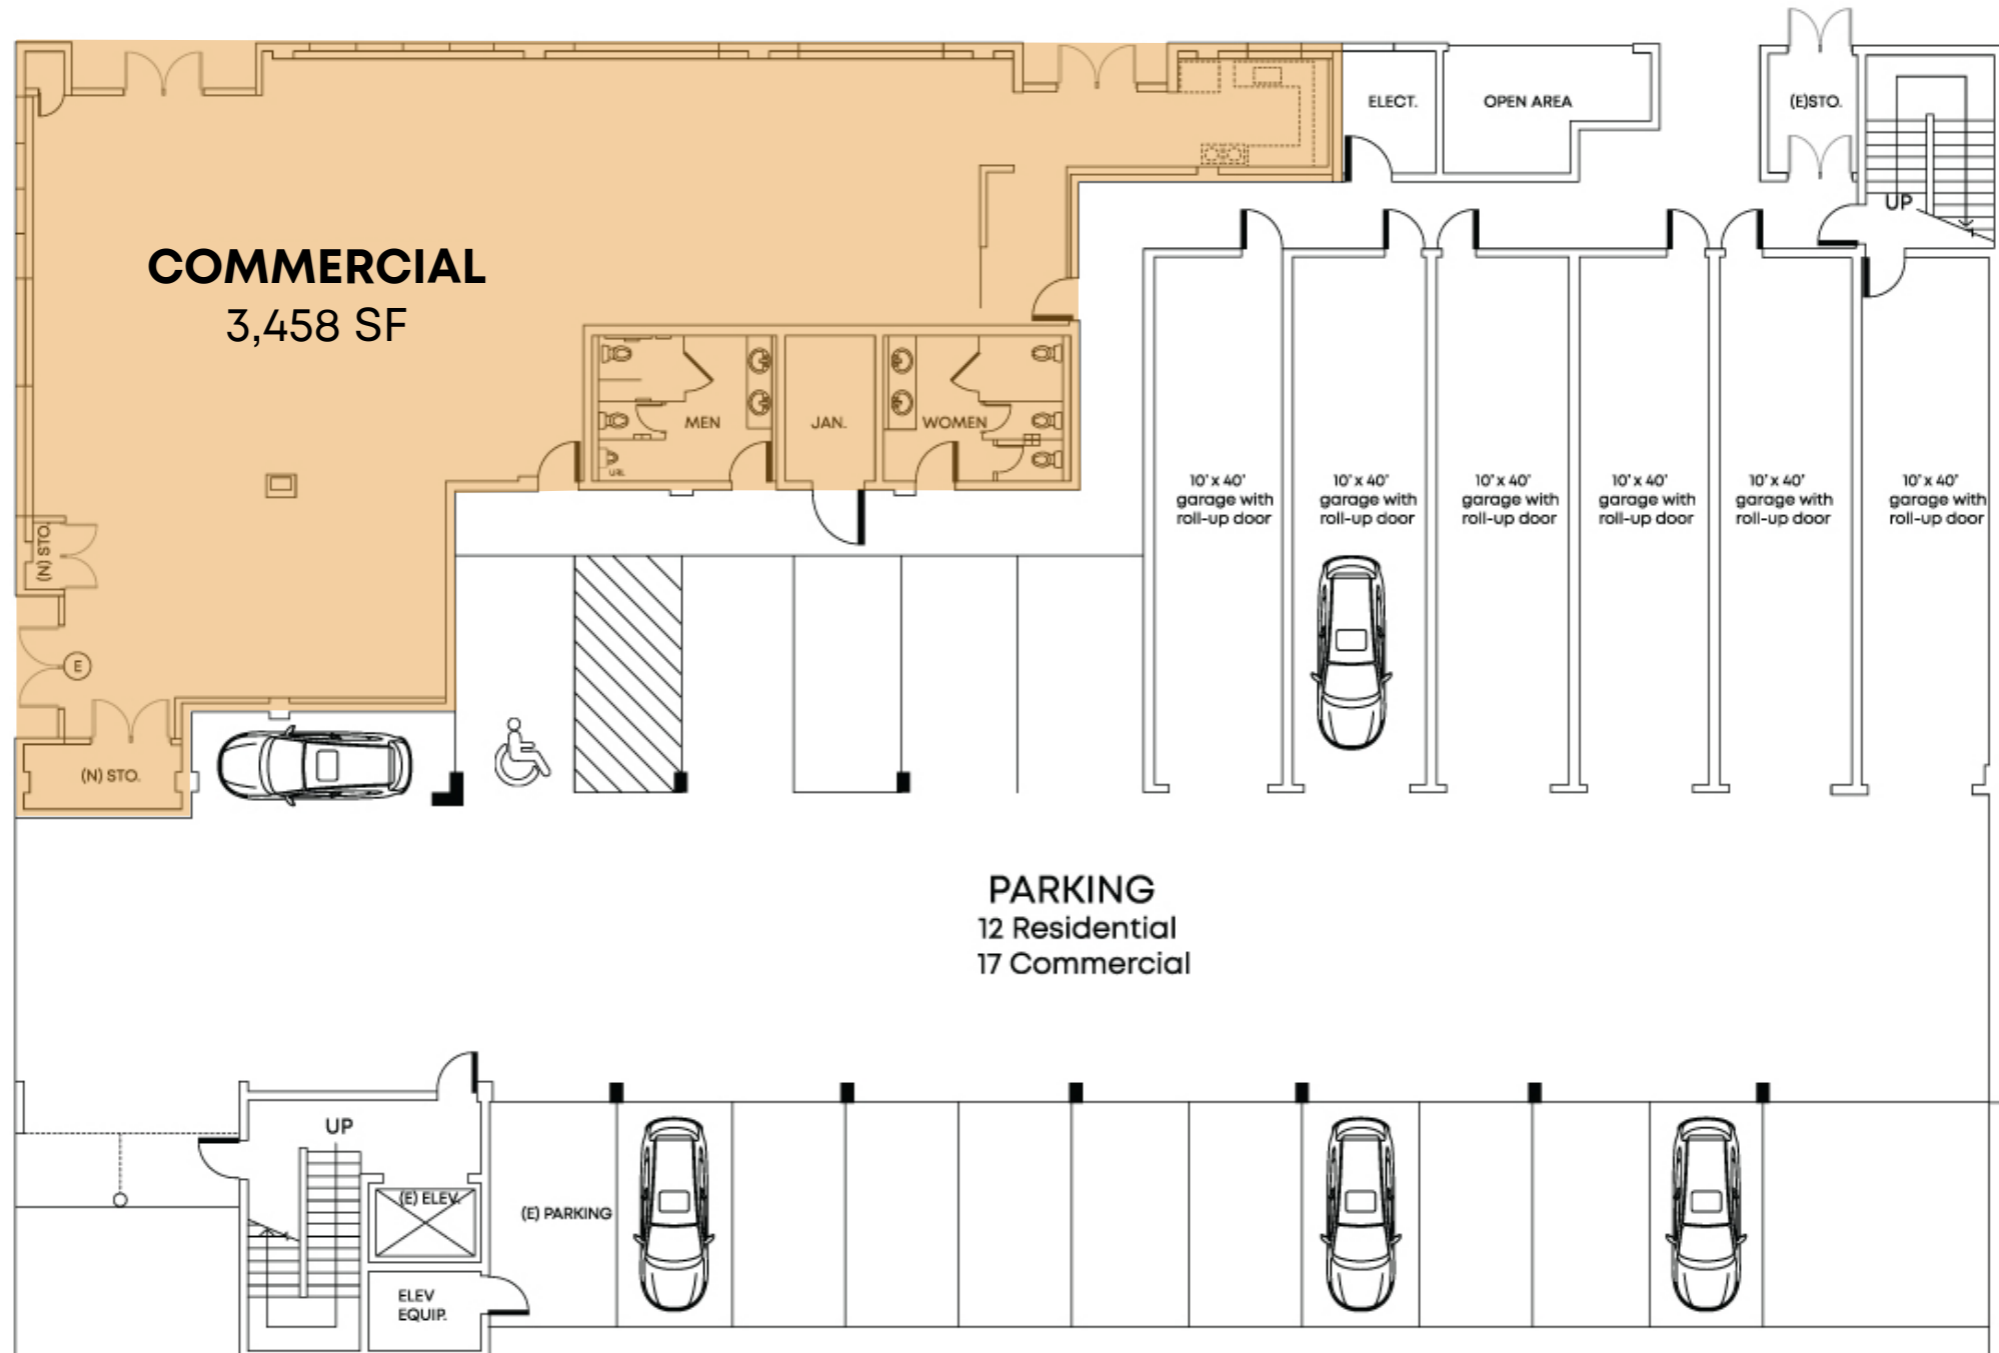 ELECT.
OPEN AREA
(E)STO.
UP
COMMERCIAL
3,458 SF
MEN
JAN.
WOMEN
URL
10' x 40'
garage with
roll-up door
10' x 40'
garage with
roll-up door
10' x 40'
garage with
roll-up door
10' x 40'
garage with
roll-up door
10' x 40'
garage with
roll-up door
10' x 40'
garage with
roll-up door
(N) STO.
E
(N) STO.
PARKING
12 Residential
17 Commercial
UP
(E) ELEV.
(E) PARKING
ELEV
EQUIP.